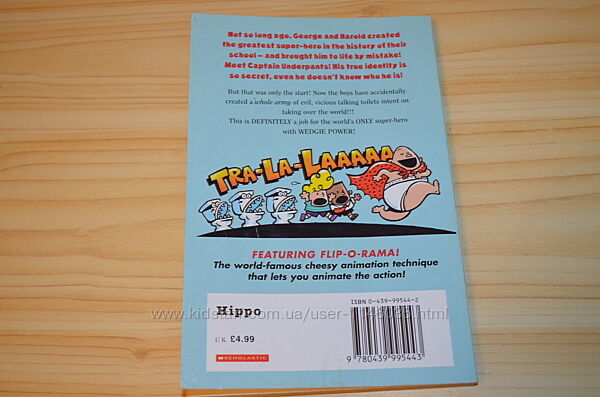 Not so long ago, George and Harold created
the greatest super-hero in the history of their
school – and brought him to life by mistake!
Meet Captain Underpants! His true identity is
so secret, even he doesn't know who he is!
But that was only the start! Now the boys have accidentally
created a whole army of evil, vicious talking toilets intent on
taking over the world!!!
This is DEFINITELY a job for the world's ONLY super-hero
with WEDGIE POWER!
TRA-LA-LAAAAA
FEATURING FLIP-O-RAMA!
The world-famous cheesy animation technique
that lets you animate the action!
Hippo
UK £4.99
SCHOLASTIC
ISBN 0-439-99544-2
9 780439 995443